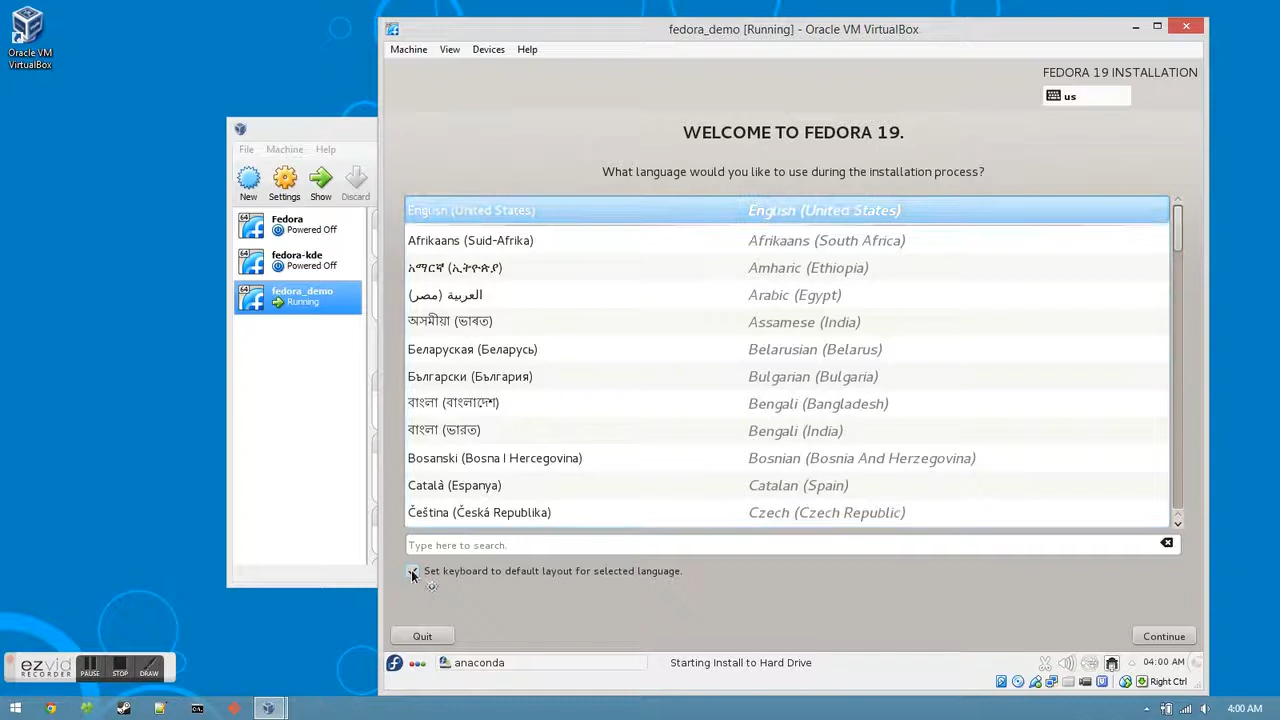 Oracle VM
VirtualBox
fedora_demo [Running] - Oracle VM VirtualBox
Machine View Devices Help
FEDORA 19 INSTALLATION
us
WELCOME TO FEDORA 19.
What language would you like to use during the installation process?
File Machine Help
New Settings Show Discard
64 Fedora
Powered Off
64 fedora-kde
Powered Off
64 fedora_demo
Running
English (United States) English (United States)
Afrikaans (Suid-Afrika) Afrikaans (South Africa)
አማርኛ (ኢትዮጵያ) Amharic (Ethiopia)
العربية (مصر) Arabic (Egypt)
অসমীয়া (ভাৰত) Assamese (India)
Беларуская (Беларусь) Belarusian (Belarus)
Български (България) Bulgarian (Bulgaria)
বাংলা (বাংলাদেশ) Bengali (Bangladesh)
বাংলা (ভারত) Bengali (India)
Bosanski (Bosna I Hercegovina) Bosnian (Bosnia And Herzegovina)
Català (Espanya) Catalan (Spain)
Čeština (Česká Republika) Czech (Czech Republic)
Type here to search.
Set keyboard to default layout for selected language.
Quit Continue
anaconda Starting Install to Hard Drive 04:00 AM
Right Ctrl
ezvid
RECORDER
PAUSE STOP DRAW
4:00 AM